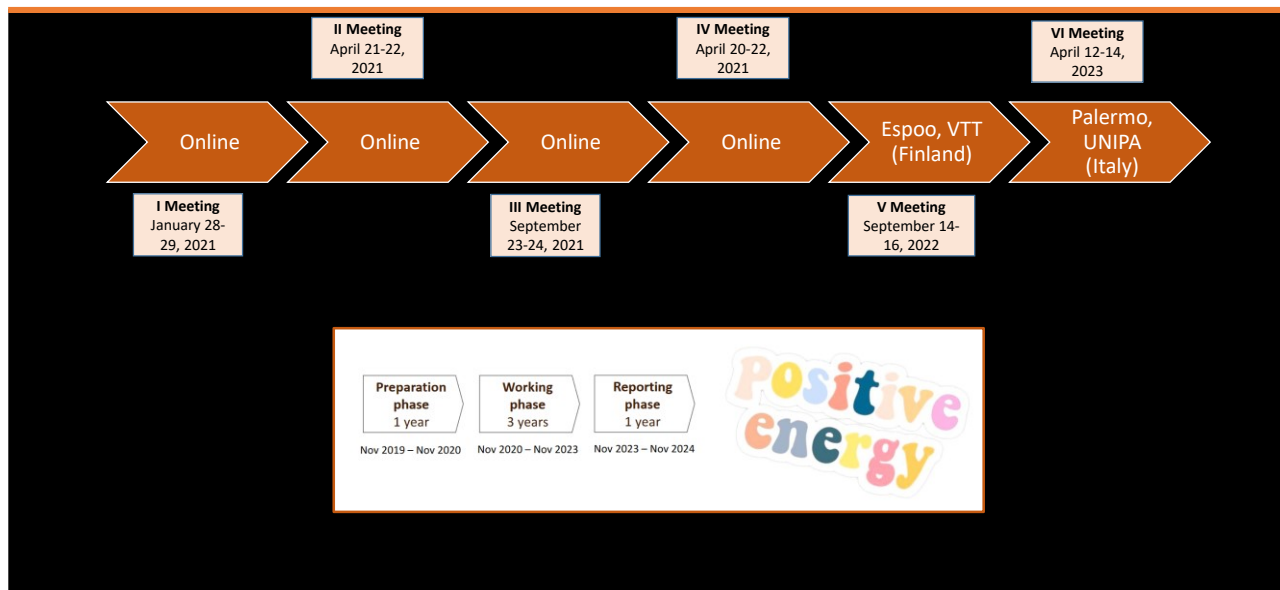 II Meeting
April 21-22,
2021
IV Meeting
April 20-22,
2021
VI Meeting
April 12-14,
2023
Online
Online
Online
Online
Espoo, VTT
(Finland)
Palermo,
UNIPA
(Italy)
I Meeting
January 28-
29, 2021
III Meeting
September
23-24, 2021
V Meeting
September 14-
16, 2022
Preparation
phase
1 year
Working
phase
3 years
Reporting
phase
1 year
Nov 2019 – Nov 2020
Nov 2020 – Nov 2023
Nov 2023 – Nov 2024
Positive
energy